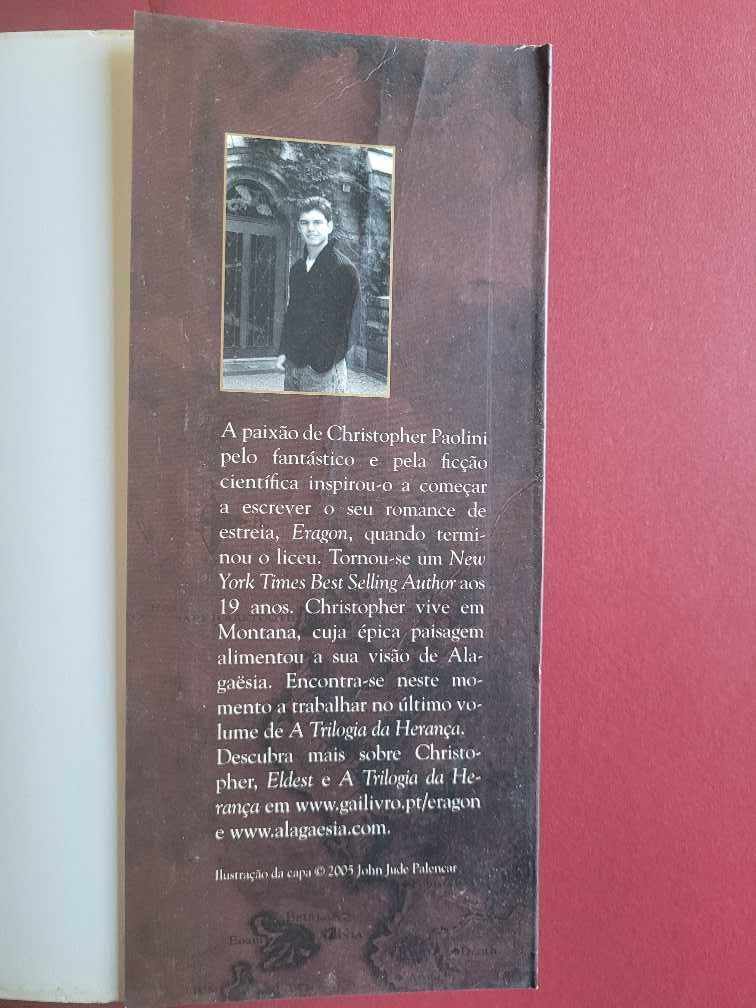 A paixão de Christopher Paolini
pelo fantástico e pela ficção
científica inspirou-o a começar
a escrever o seu romance de
estreia, Eragon, quando termi-
nou o liceu. Tornou-se um New
York Times Best Selling Author aos
19 anos. Christopher vive em
Montana, cuja épica paisagem
alimentou a sua visão de Ala-
gaësia. Encontra-se neste mo-
mento a trabalhar no último vo-
lume de A Trilogia da Herança.
Descubra mais sobre Christo-
pher, Eldest e A Trilogia da He-
rança em www.gailivro.pt/eragon
e www.alagaesia.com.
Ilustração da capa © 2005 John Jude Palencar